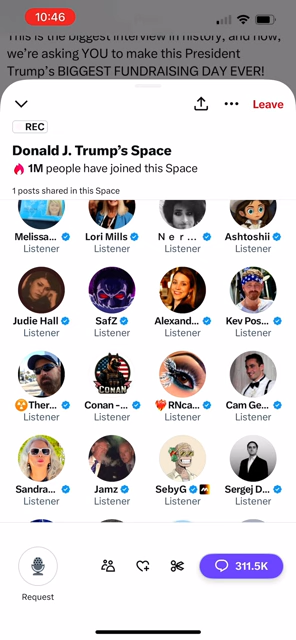 10:46
This is the biggest interview in history, and now,
we're asking YOU to make this President
Trump's BIGGEST FUNDRAISING DAY EVER!
Leave
REC
Donald J. Trump's Space
1M people have joined this Space
1 posts shared in this Space
Melissa... Lori Mills N e r ... Ashtoshii
Listener Listener Listener Listener
Judie Hall SafZ Alexand... Kev Pos...
Listener Listener Listener Listener
Ther... Conan -... RNca... Cam Ge...
Listener Listener Listener Listener
CONAN
Sandra... Jamz SebyG Sergej D...
Listener Listener Listener Listener
311.5K
Request